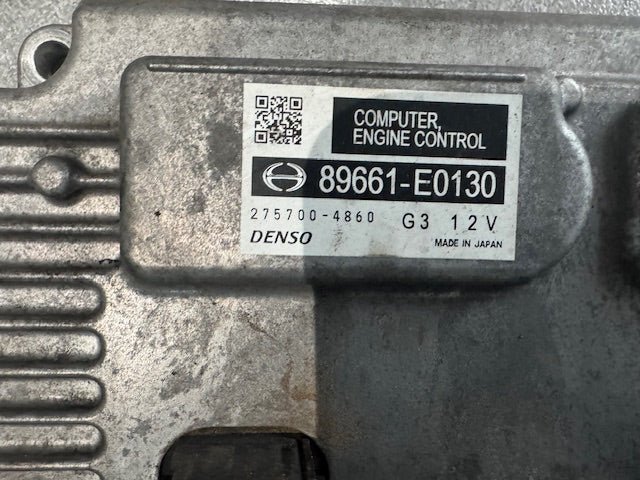 COMPUTER,
ENGINE CONTROL
89661-E0130
275700-4860 G3 12V
DENSO MADE IN JAPAN